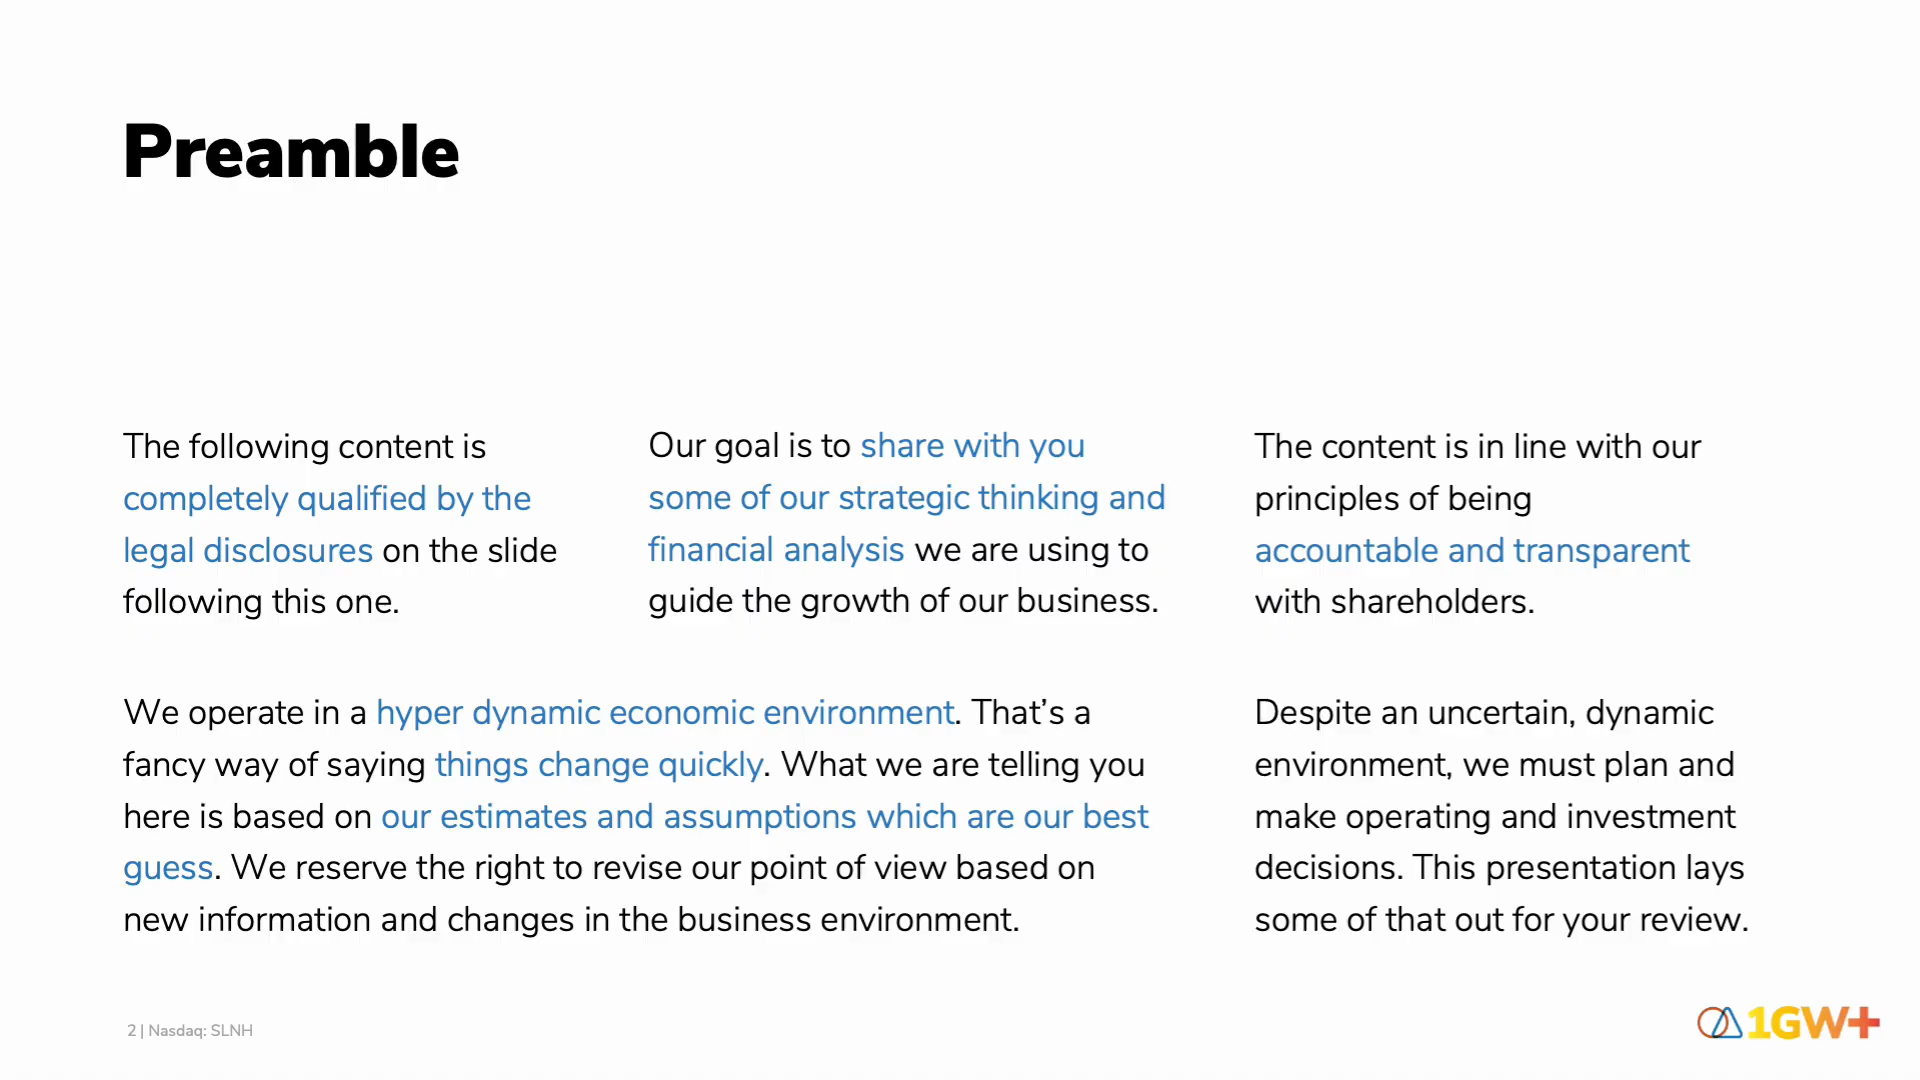 Preamble
The following content is
completely qualified by the
legal disclosures on the slide
following this one.
Our goal is to share with you
some of our strategic thinking and
financial analysis we are using to
guide the growth of our business.
The content is in line with our
principles of being
accountable and transparent
with shareholders.
We operate in a hyper dynamic economic environment. That’s a
fancy way of saying things change quickly. What we are telling you
here is based on our estimates and assumptions which are our best
guess. We reserve the right to revise our point of view based on
new information and changes in the business environment.
Despite an uncertain, dynamic
environment, we must plan and
make operating and investment
decisions. This presentation lays
some of that out for your review.
2 | Nasdaq: SLNH
1GW+